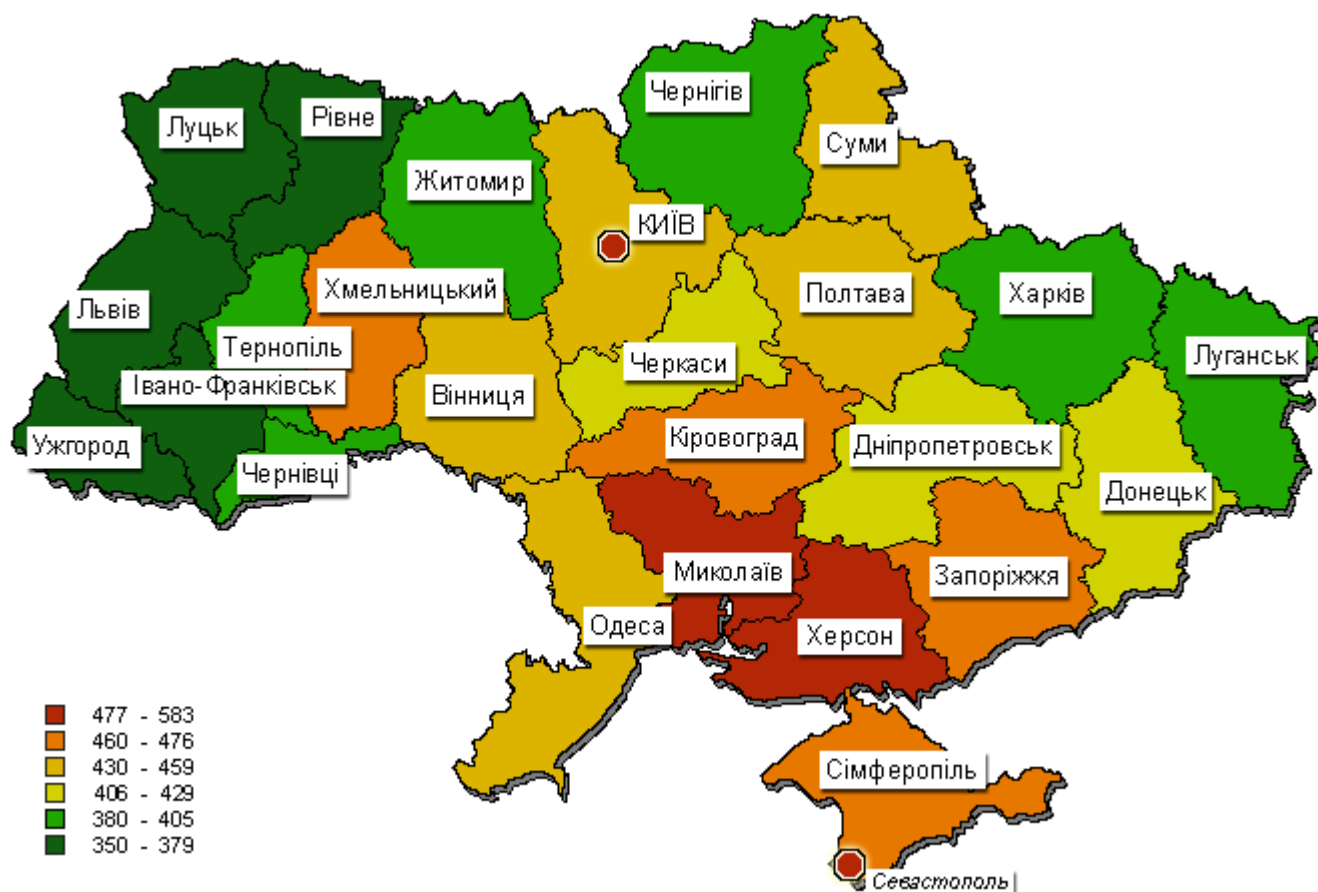 Чернігів
Луцьк
Рівне
Суми
Житомир
КИЇВ
Хмельницький
Львів
Полтава
Харків
Тернопіль
Черкаси
Луганськ
Івано-Франківськ
Вінниця
Ужгород
Кіровоград
Дніпропетровськ
Чернівці
Донецьк
Миколаїв
Запоріжжя
Одеса
Херсон
477 - 583
460 - 476
430 - 459
406 - 429
380 - 405
350 - 379
Сімферопіль
Севастополь